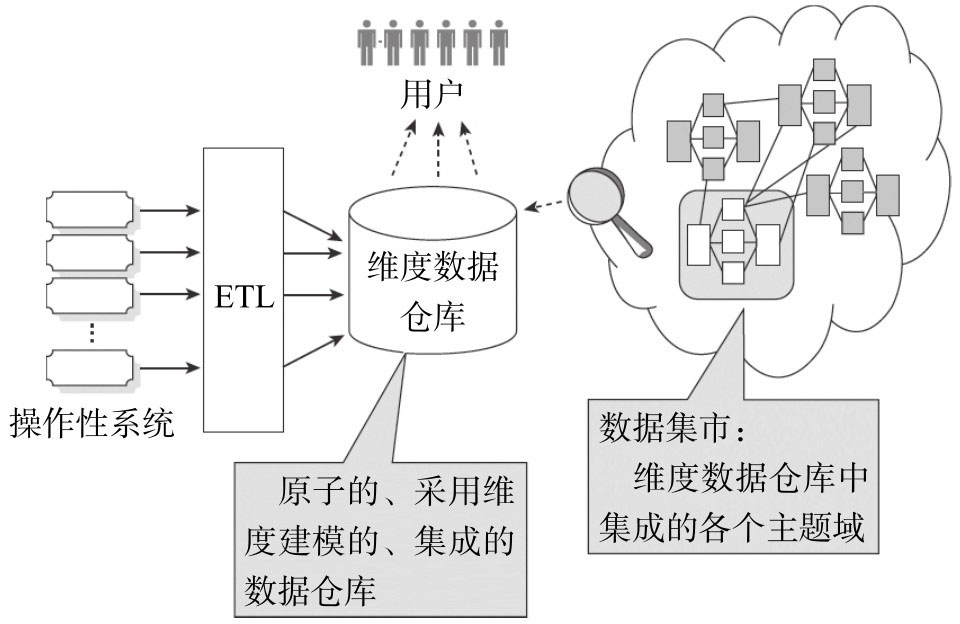 用户
ETL
维度数据
仓库
操作性系统
原子的、采用维
度建模的、集成的
数据仓库
数据集市：
维度数据仓库中
集成的各个主题域